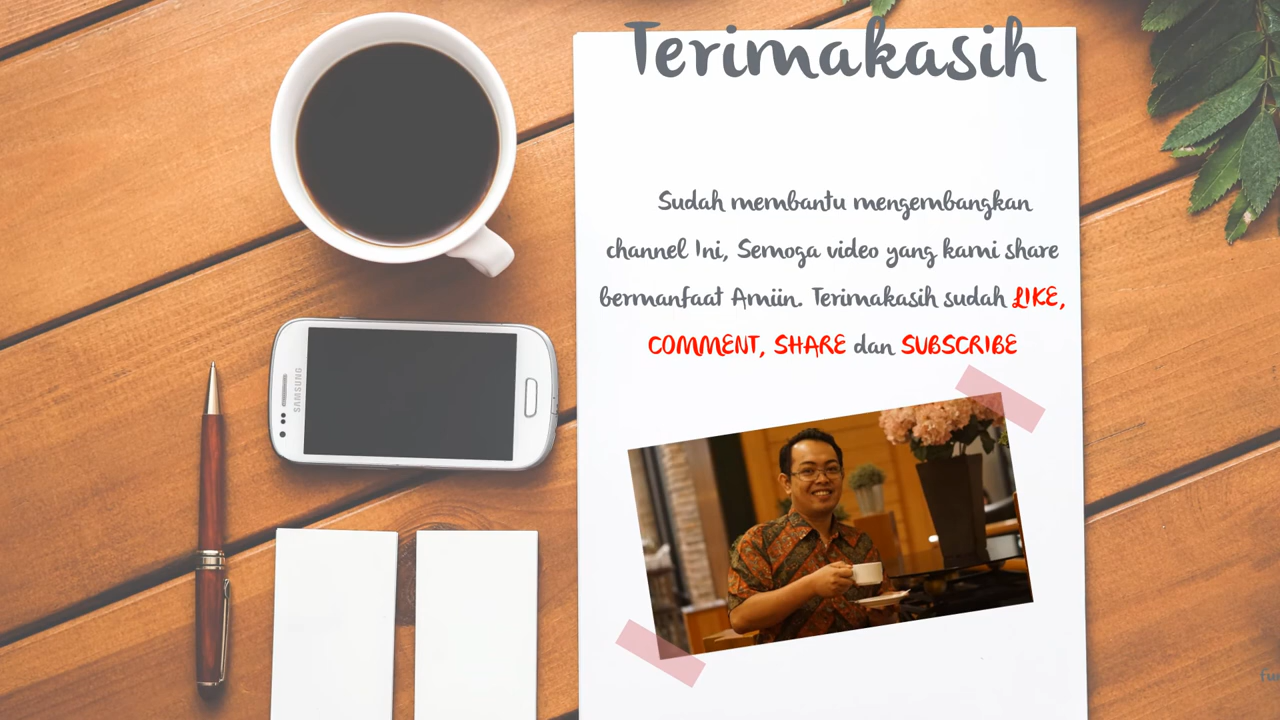 Terimakasih
Sudah membantu mengembangkan
channel Ini, Semoga video yang kami share
bermanfaat Amiin. Terimakasih sudah LIKE,
COMMENT, SHARE dan SUBSCRIBE
SAMSUNG